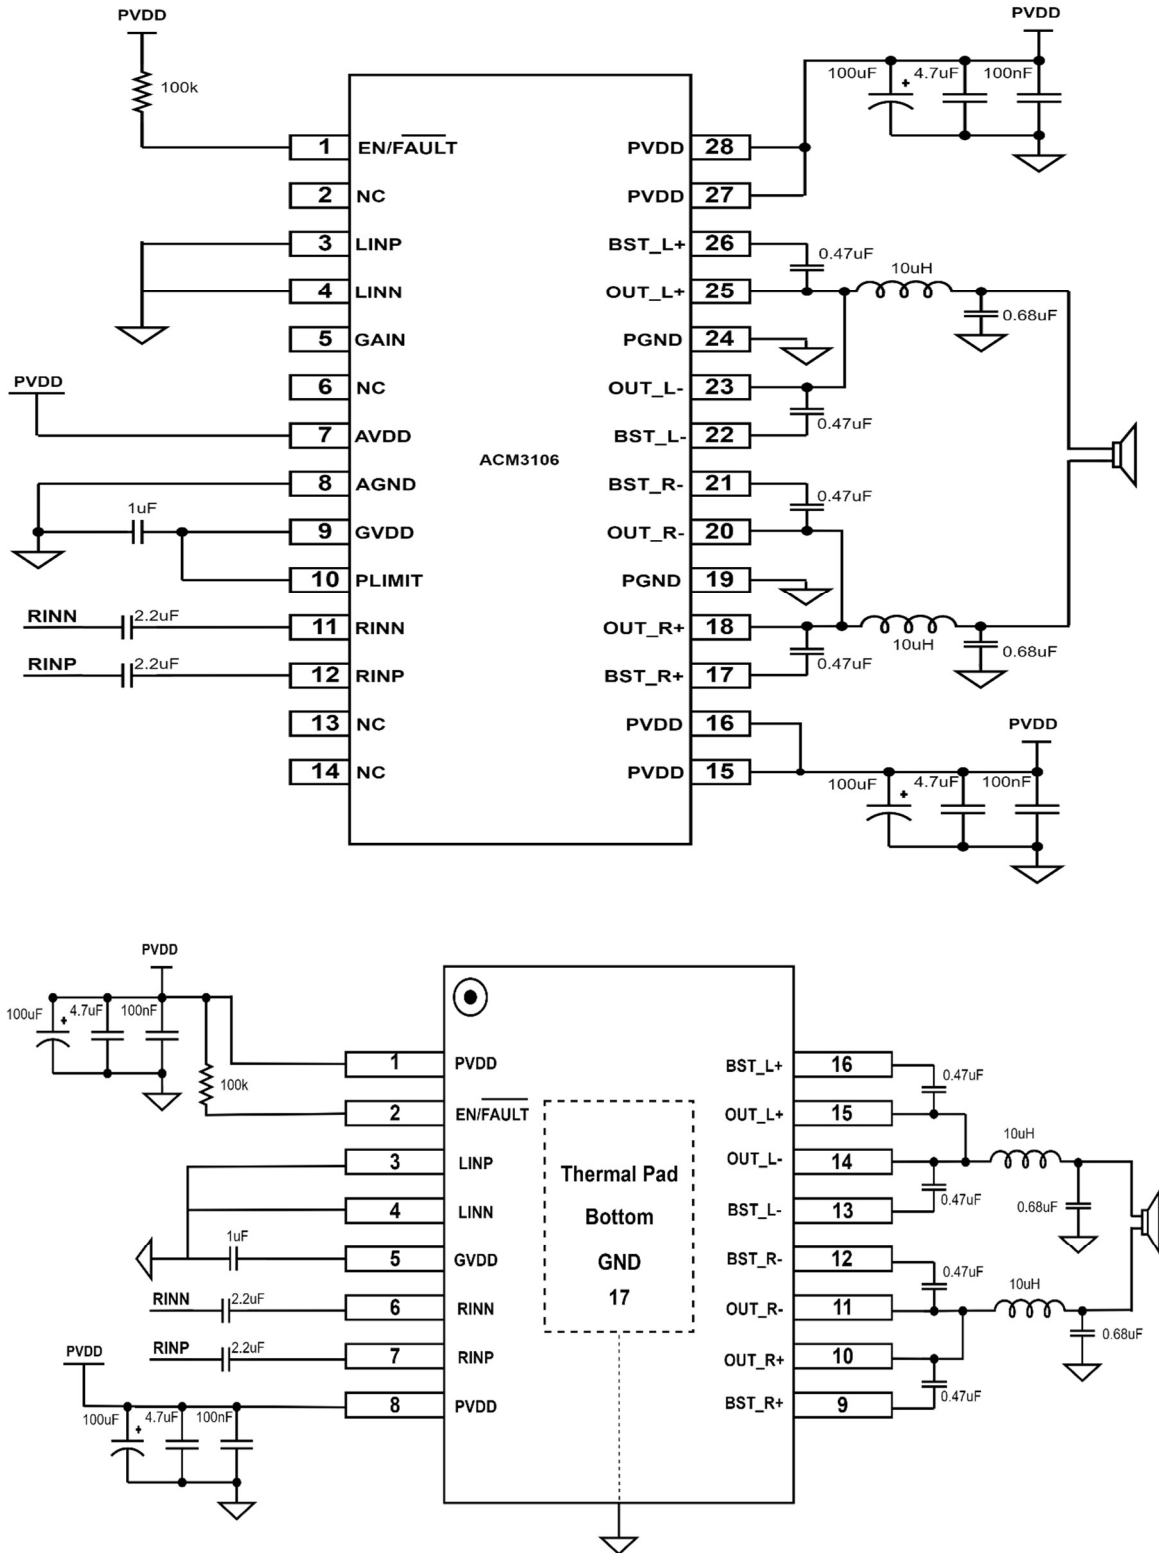 PVDD
100k
1 EN/FAULT
2 NC
3 LINP
4 LINN
5 GAIN
6 NC
PVDD
7 AVDD
8 AGND
1uF
9 GVDD
10 PLIMIT
RINN 2.2uF
11 RINN
RINP 2.2uF
12 RINP
13 NC
14 NC
ACM3106
PVDD
100uF + 4.7uF 100nF
PVDD 28
PVDD 27
BST_L+ 26
0.47uF
10uH
OUT_L+ 25
0.68uF
PGND 24
OUT_L- 23
0.47uF
BST_L- 22
BST_R- 21
0.47uF
OUT_R- 20
PGND 19
OUT_R+ 18
10uH
0.68uF
0.47uF
BST_R+ 17
PVDD 16
PVDD
PVDD 15
100uF + 4.7uF 100nF
PVDD
100uF + 4.7uF 100nF
1 PVDD
100k
2 EN/FAULT
3 LINP
4 LINN
1uF
5 GVDD
RINN 2.2uF
6 RINN
RINP 2.2uF
7 RINP
PVDD
8 PVDD
100uF + 4.7uF 100nF
Thermal Pad
Bottom
GND
17
BST_L+ 16
0.47uF
OUT_L+ 15
10uH
OUT_L- 14
0.47uF
0.68uF
BST_L- 13
BST_R- 12
0.47uF
10uH
OUT_R- 11
0.68uF
OUT_R+ 10
0.47uF
BST_R+ 9